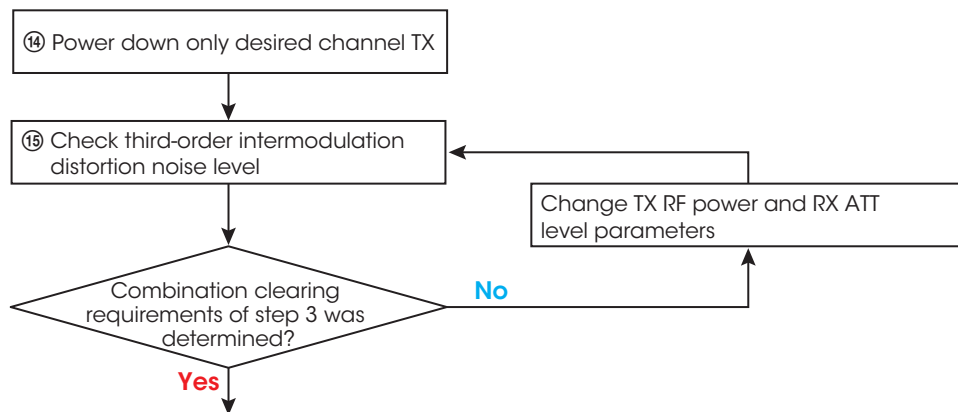 ⑭ Power down only desired channel TX
⑮ Check third-order intermodulation
distortion noise level
Change TX RF power and RX ATT
level parameters
Combination clearing
requirements of step 3 was
determined?
No
Yes